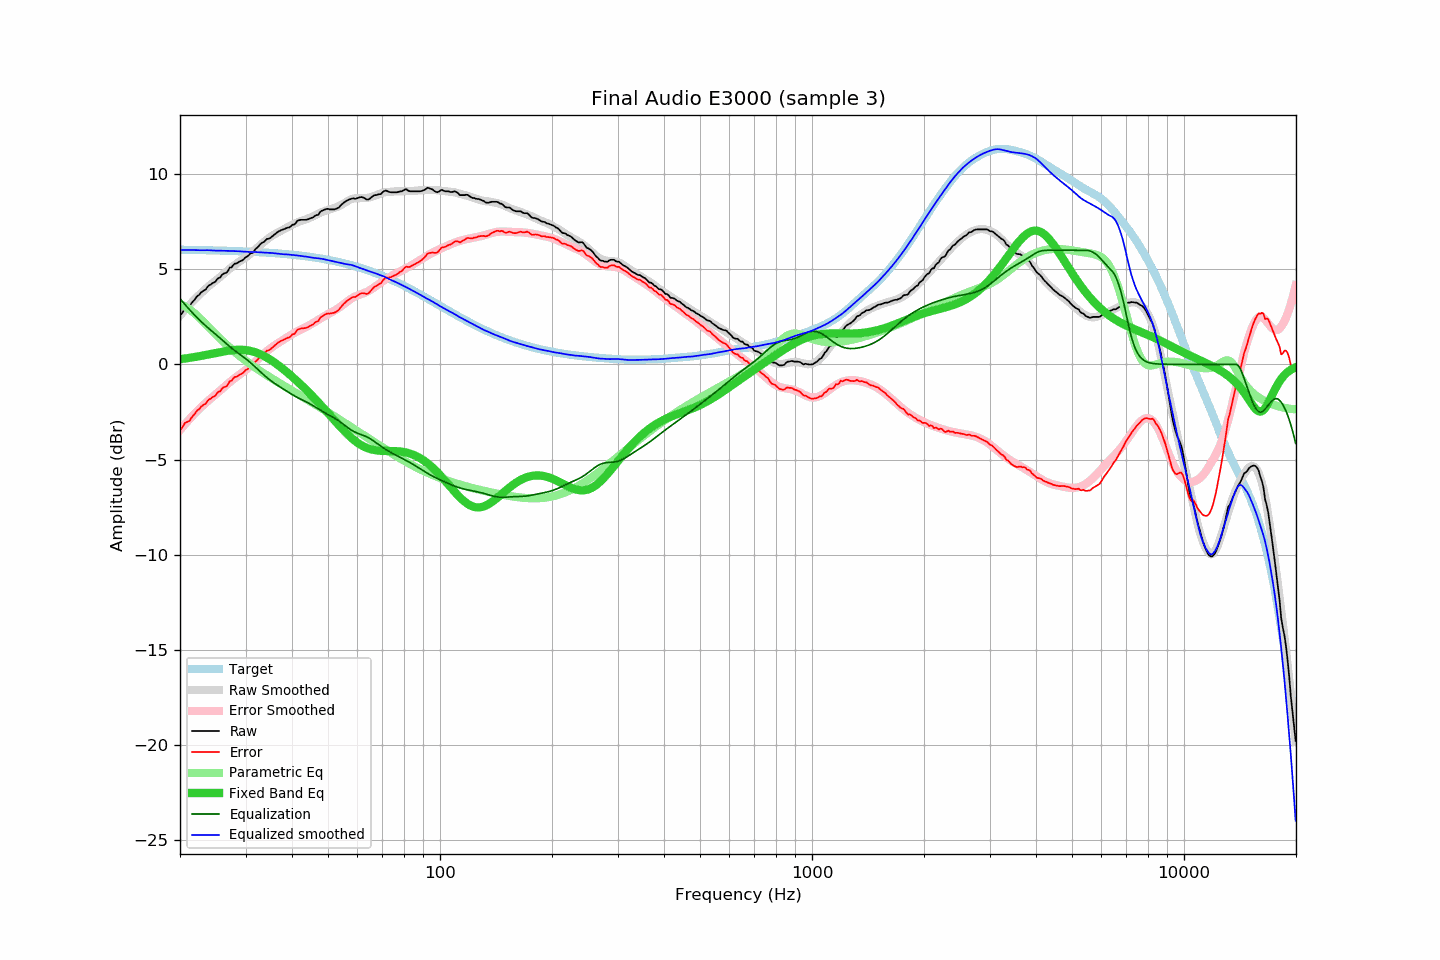 Final Audio E3000 (sample 3)
10
5
0
−5
−10
−15
−20
−25
Amplitude (dBr)
Target
Raw Smoothed
Error Smoothed
Raw
Error
Parametric Eq
Fixed Band Eq
Equalization
Equalized smoothed
100
1000
10000
Frequency (Hz)